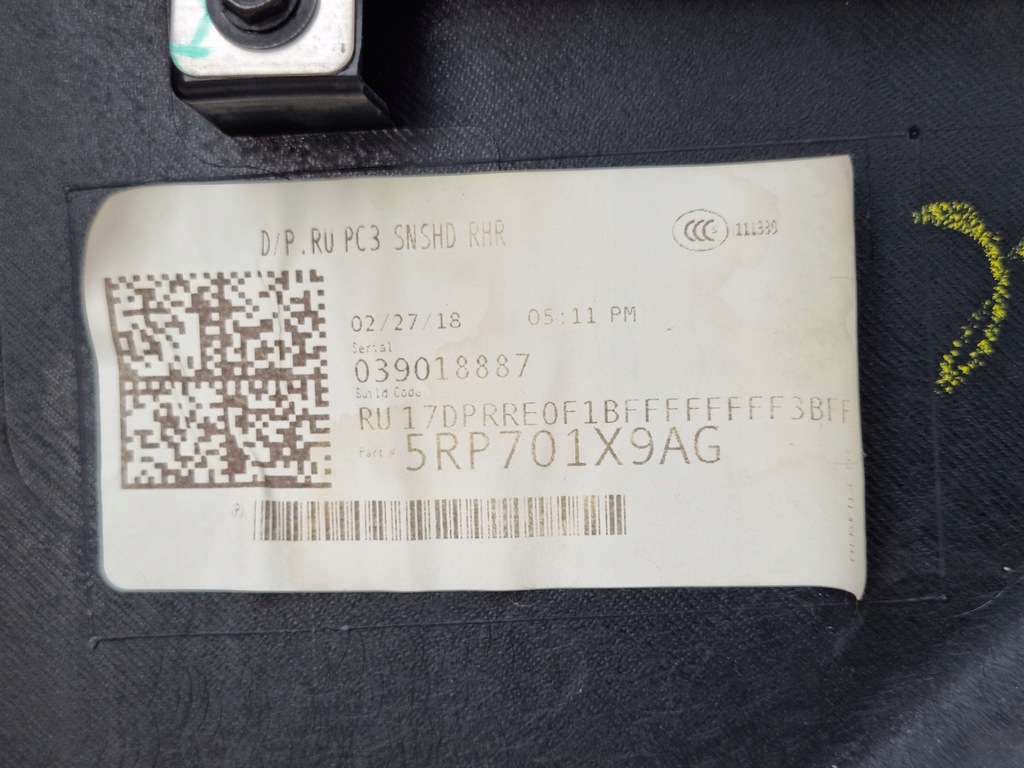 D/P.RU PC3 SNSHD RHR
CCC S 111339
02/27/18 05:11 PM
Serial
039018887
Build Code
RU 17DPRRE0F1BFFFFFFFF3BFF
Part # 5RP701X9AG
(P)